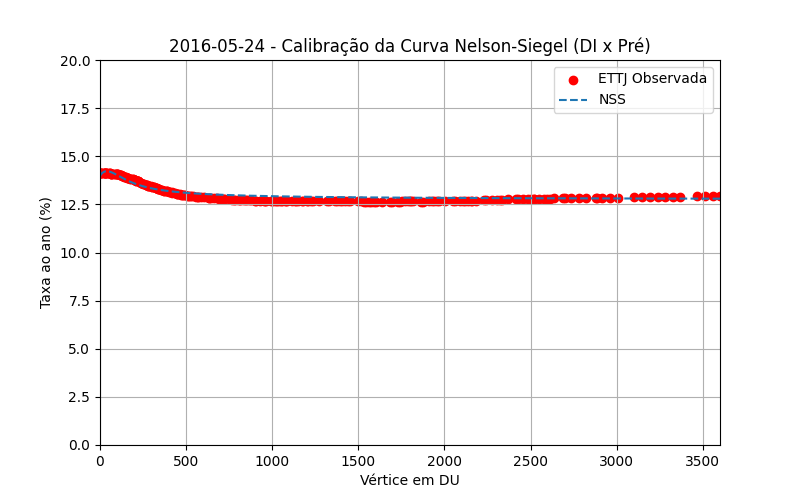 2016-05-24 - Calibração da Curva Nelson-Siegel (DI x Pré)
20.0
17.5
15.0
12.5
10.0
7.5
5.0
2.5
0.0
Taxa ao ano (%)
ETTJ Observada
NSS
0 500 1000 1500 2000 2500 3000 3500
Vértice em DU